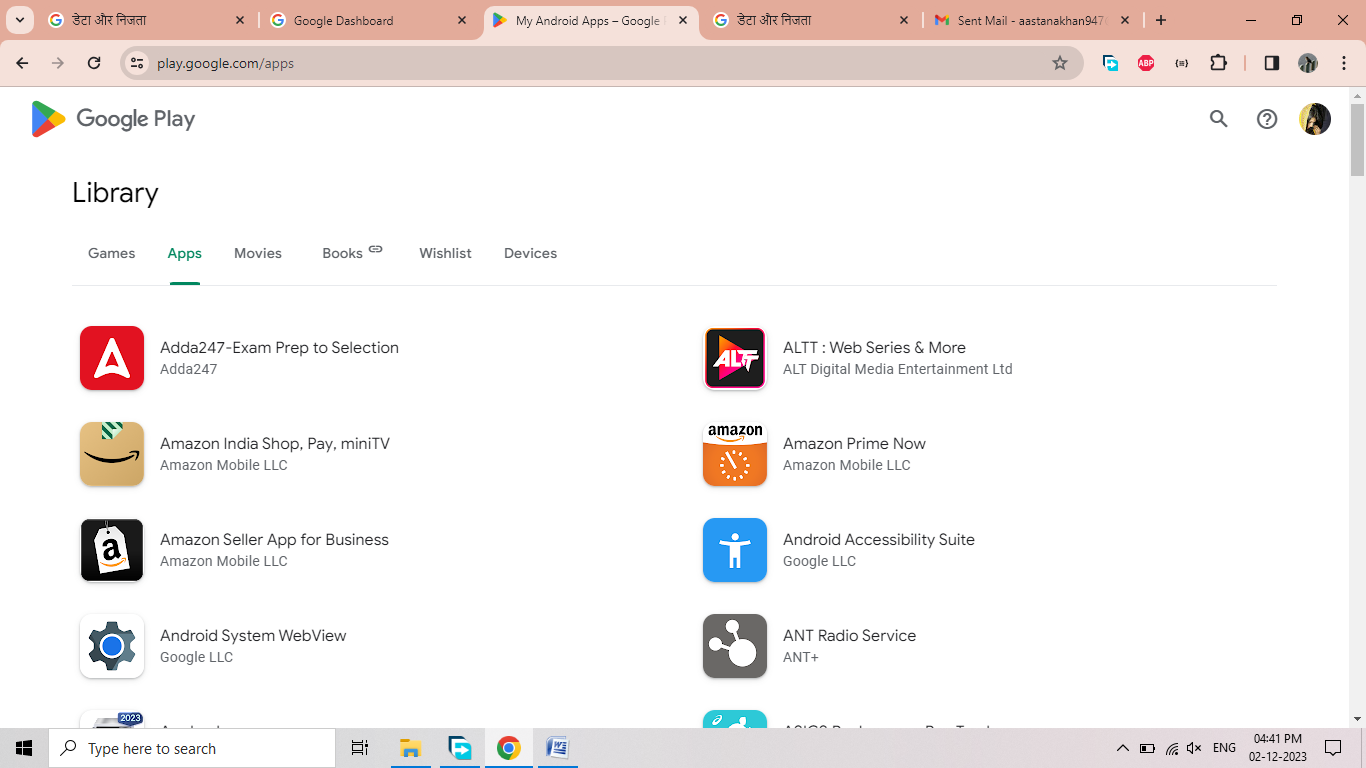 डेटा और निजता
Google Dashboard
My Android Apps – Google
डेटा और निजता
Sent Mail - aastanakhan947
play.google.com/apps
ABP
Google Play
Library
Games Apps Movies Books Wishlist Devices
Adda247-Exam Prep to Selection
Adda247
ALTT
ALTT : Web Series & More
ALT Digital Media Entertainment Ltd
Amazon India Shop, Pay, miniTV
Amazon Mobile LLC
amazon
Amazon Prime Now
Amazon Mobile LLC
a
Amazon Seller App for Business
Amazon Mobile LLC
Android Accessibility Suite
Google LLC
Android System WebView
Google LLC
ANT Radio Service
ANT+
2023
Type here to search
W
ENG
04:41 PM
02-12-2023